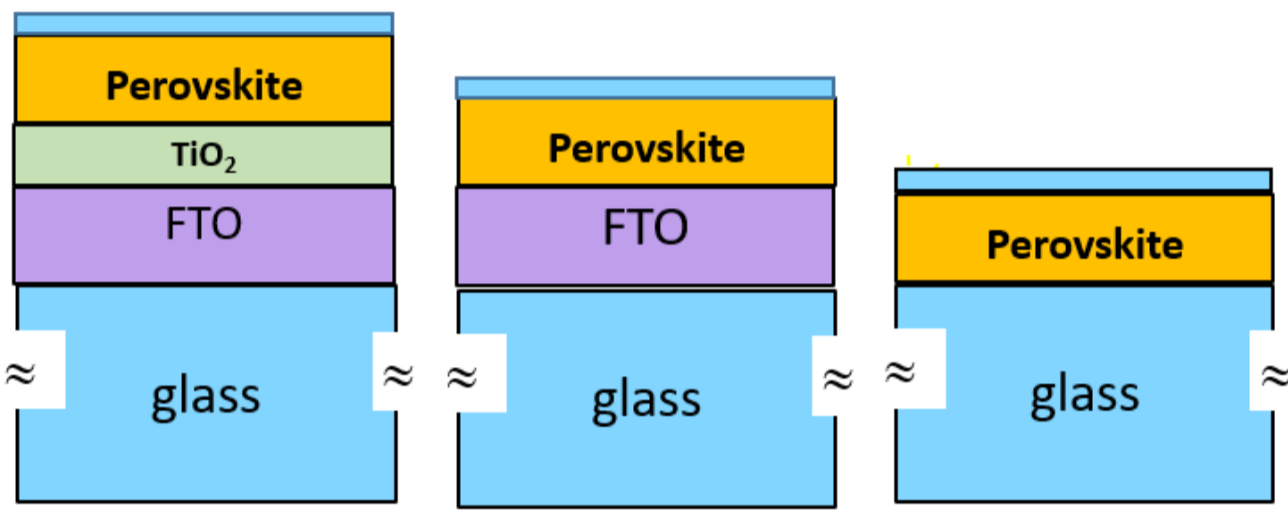 Perovskite
TiO₂
FTO
≈ glass ≈
Perovskite
FTO
≈ glass ≈
Perovskite
≈ glass ≈